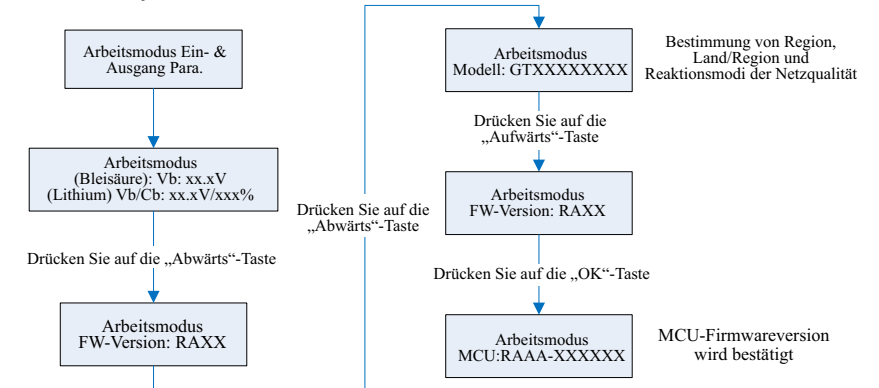 Arbeitsmodus Ein- &
Ausgang Para.
Arbeitsmodus
(Bleisäure): Vb: xx.xV
(Lithium) Vb/Cb: xx.xV/xxx%
Drücken Sie auf die „Abwärts“-Taste
Arbeitsmodus
FW-Version: RAXX
Drücken Sie auf die
„Abwärts“-Taste
Arbeitsmodus
Modell: GTXXXXXXXX
Bestimmung von Region,
Land/Region und
Reaktionsmodi der Netzqualität
Drücken Sie auf die
„Aufwärts“-Taste
Arbeitsmodus
FW-Version: RAXX
Drücken Sie auf die „OK“-Taste
Arbeitsmodus
MCU:RAAA-XXXXXX
MCU-Firmwareversion
wird bestätigt